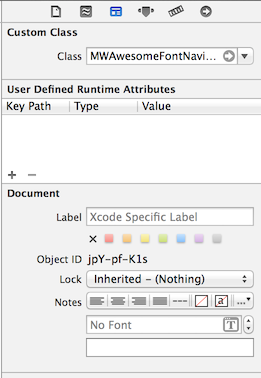 Custom Class
Class MWAwesomeFontNavi...
User Defined Runtime Attributes
Key Path Type Value
Document
Label Xcode Specific Label
Object ID jpY-pf-K1s
Lock Inherited - (Nothing)
Notes
No Font